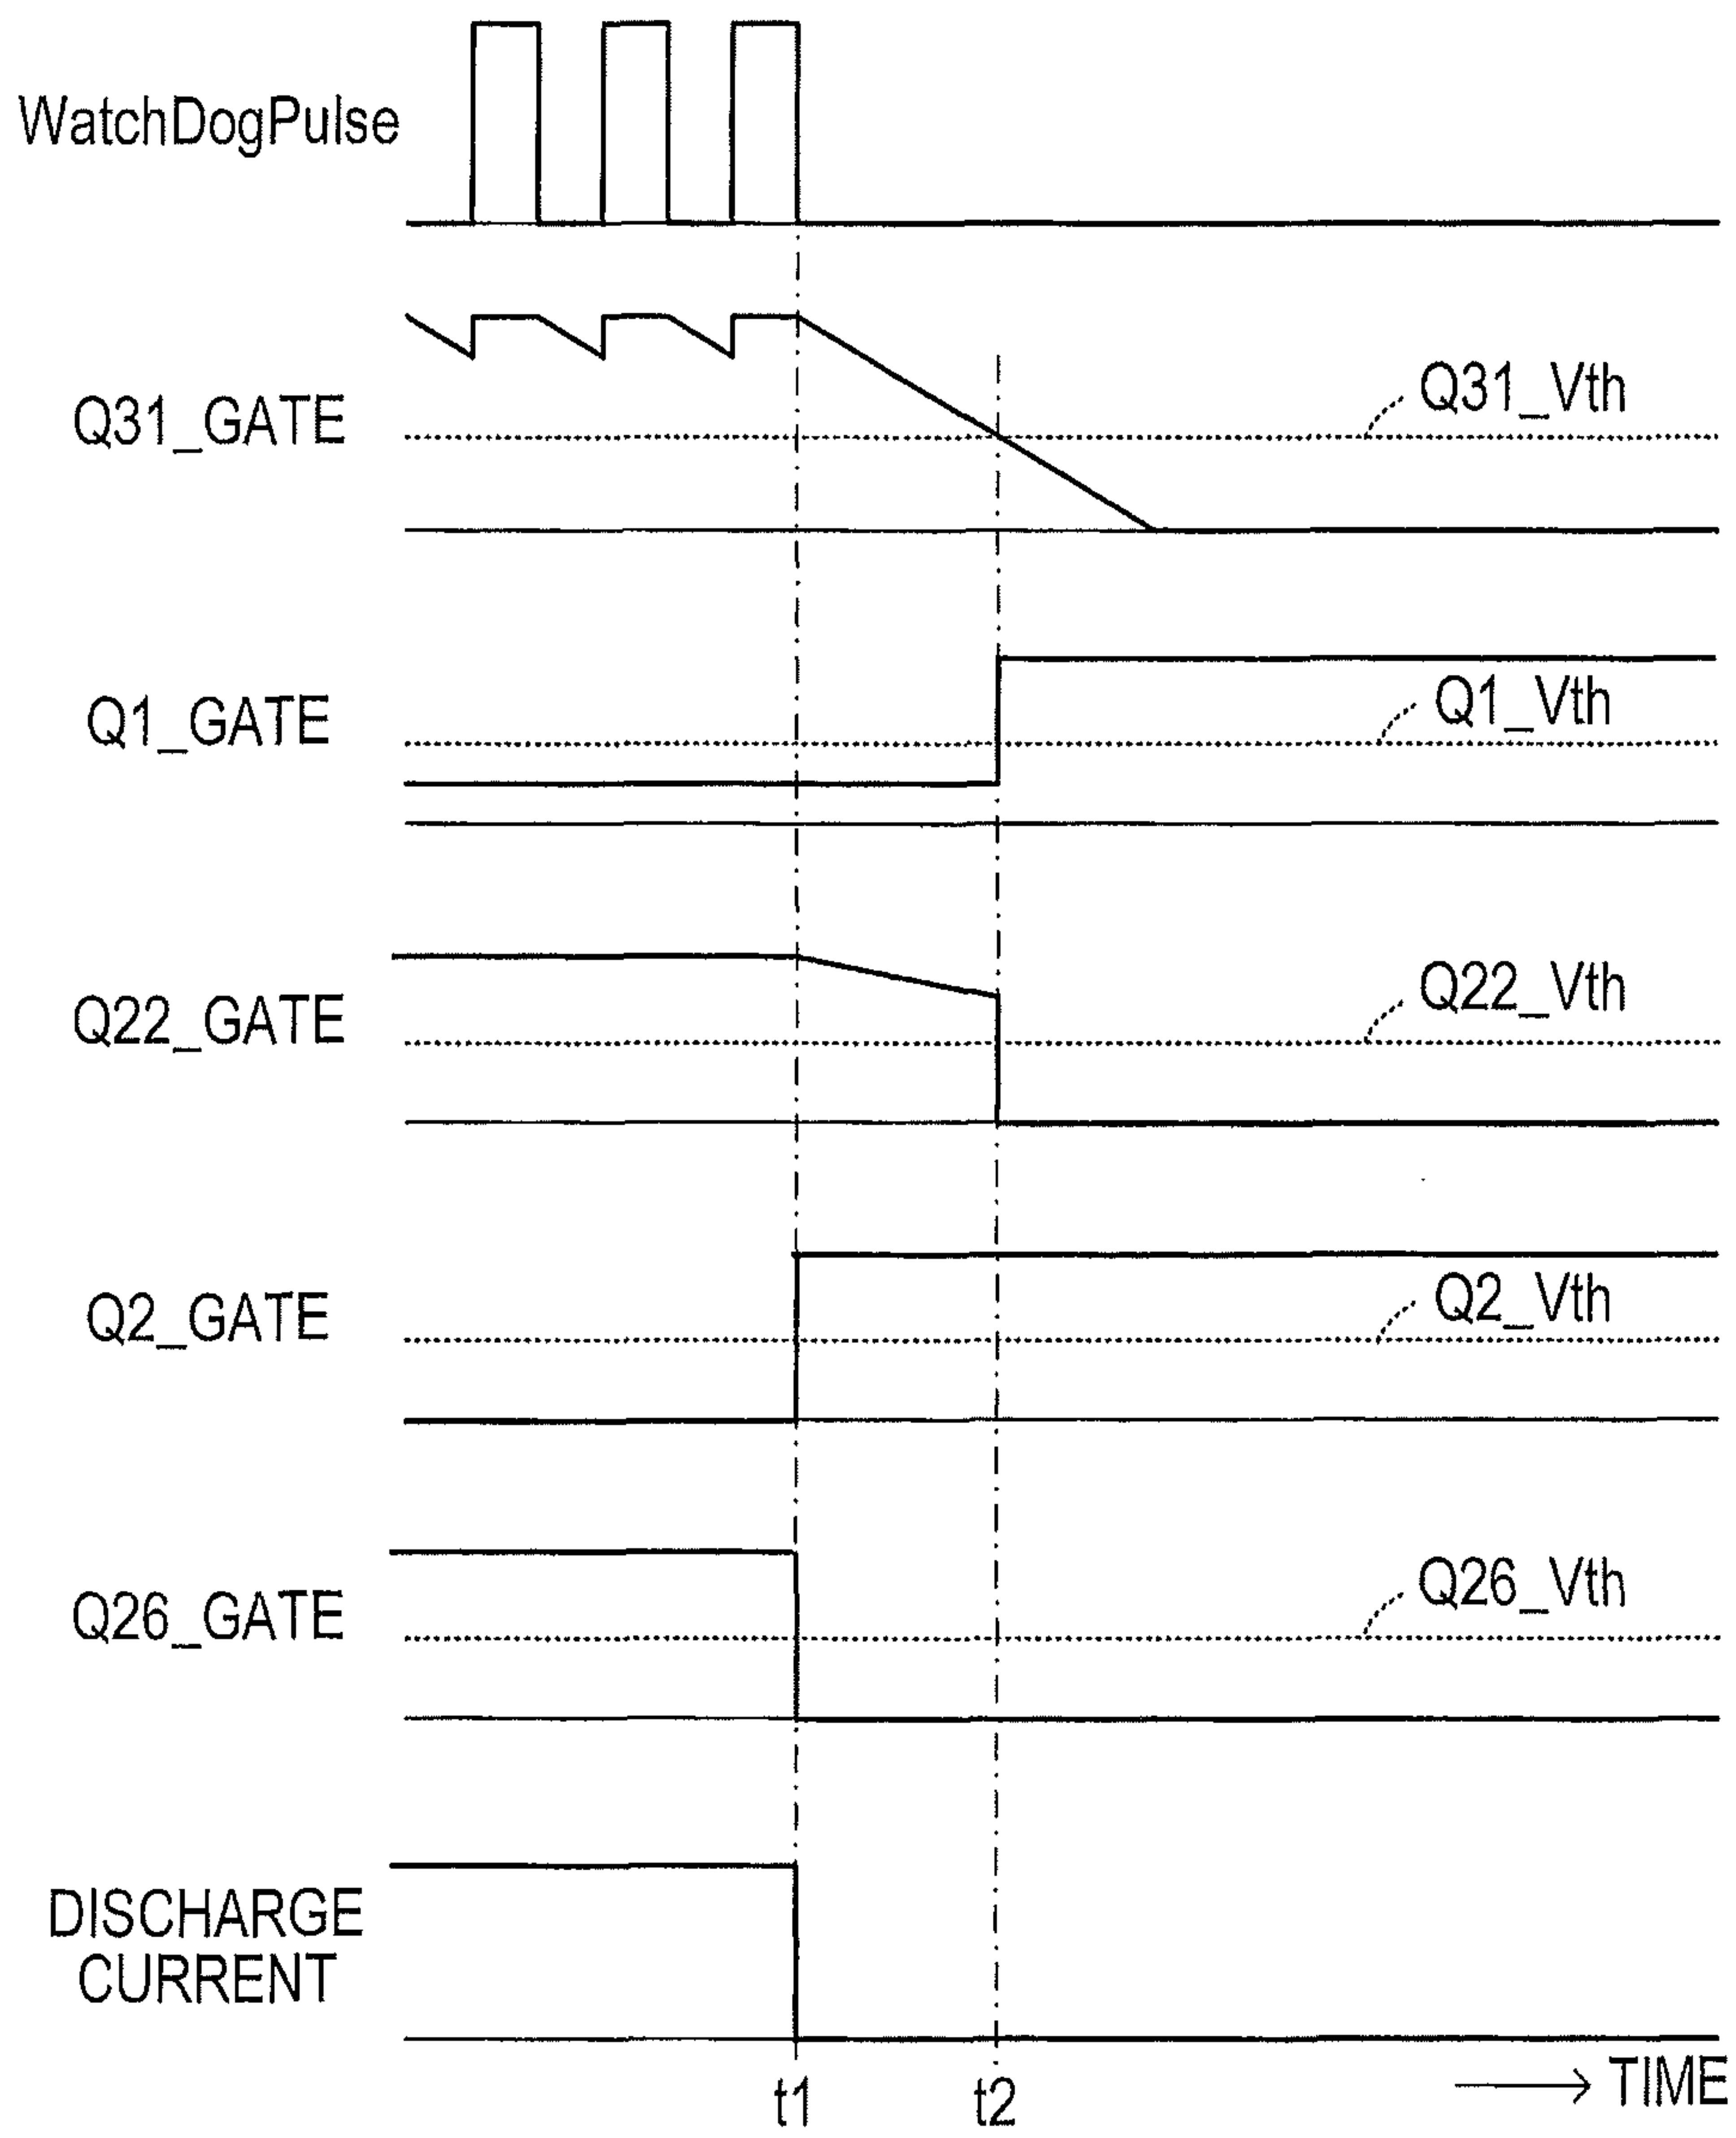 WatchDogPulse
Q31_GATE
Q31_Vth
Q1_GATE
Q1_Vth
Q22_GATE
Q22_Vth
Q2_GATE
Q2_Vth
Q26_GATE
Q26_Vth
DISCHARGE
CURRENT
t1
t2
TIME